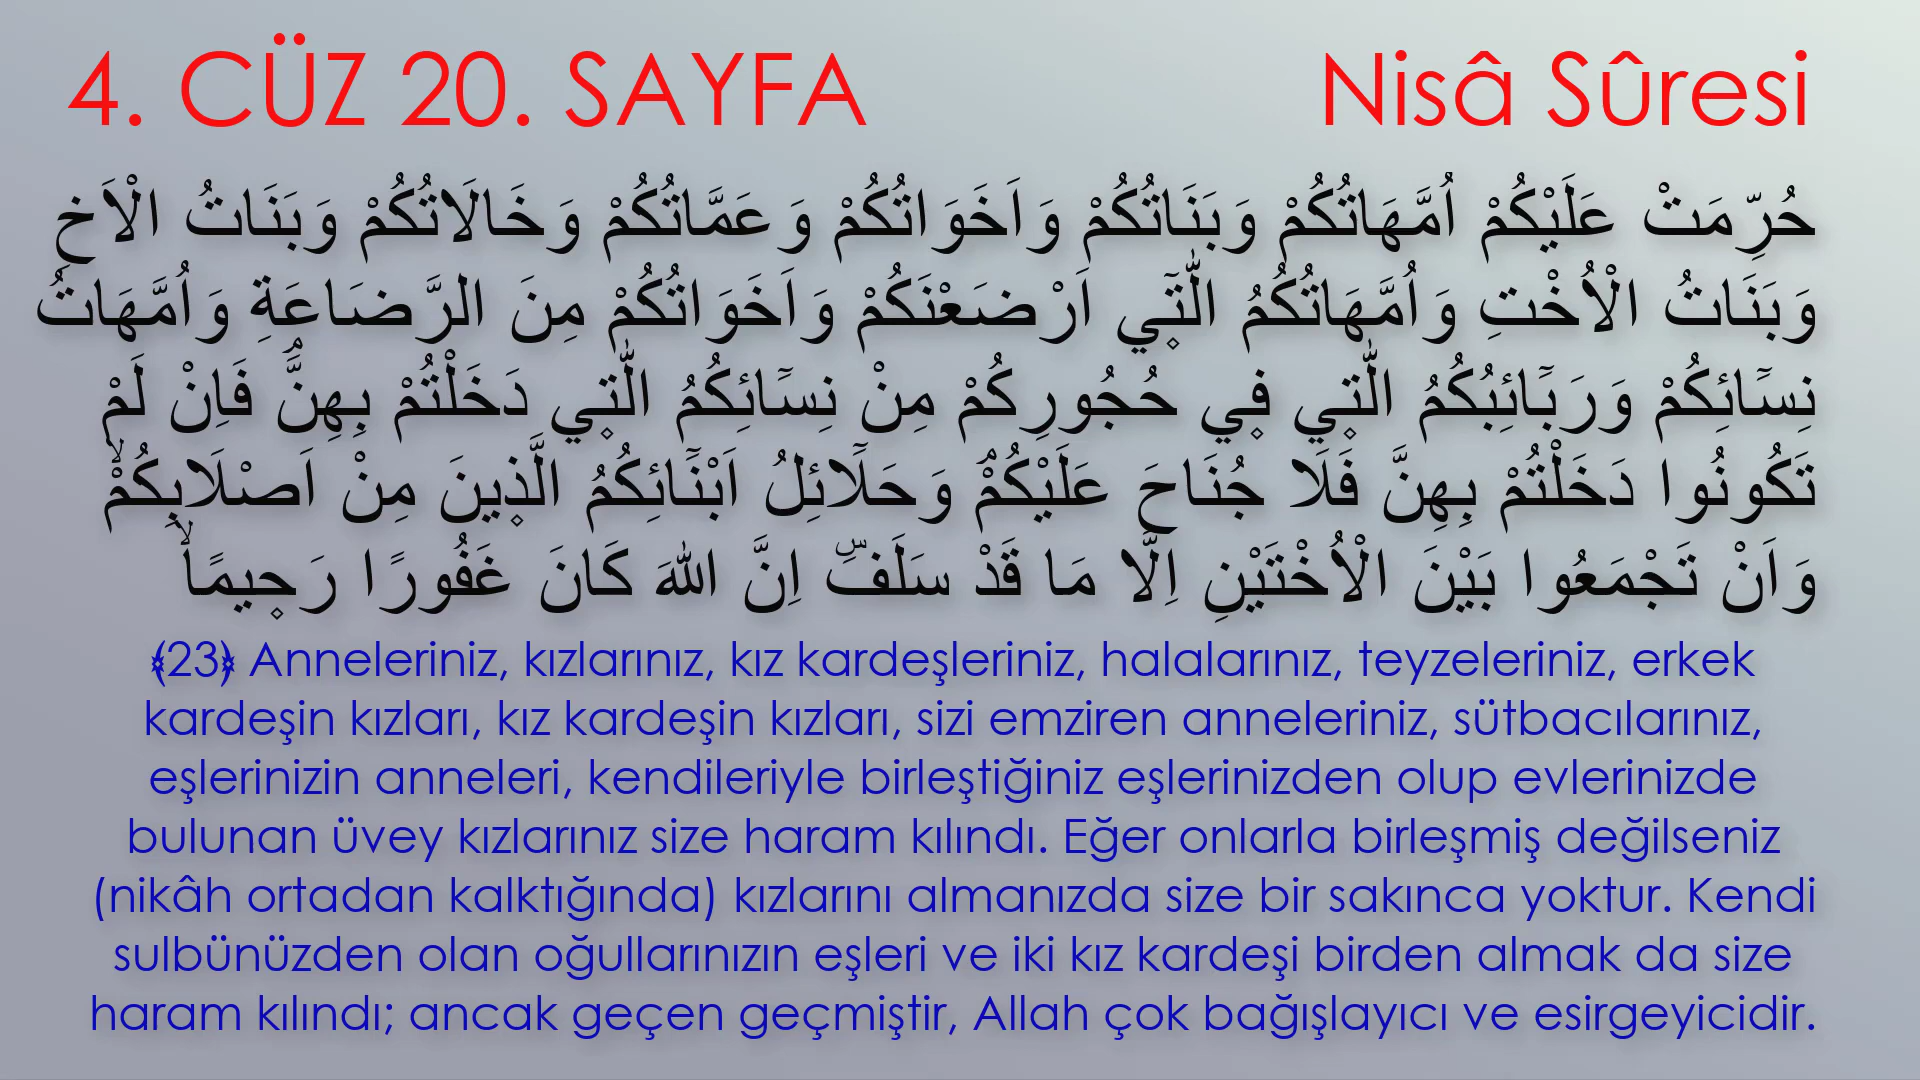 4. CÜZ 20. SAYFA
Nisâ Sûresi
حُرِّمَتْ عَلَيْكُمْ اُمَّهَاتُكُمْ وَبَنَاتُكُمْ وَاَخَوَاتُكُمْ وَعَمَّاتُكُمْ وَخَالَاتُكُمْ وَبَنَاتُ الْاَخِ
وَبَنَاتُ الْاُخْتِ وَاُمَّهَاتُكُمُ الّٰت۪ٓي اَرْضَعْنَكُمْ وَاَخَوَاتُكُمْ مِنَ الرَّضَاعَةِ وَاُمَّهَاتُ
نِسَٓائِكُمْ وَرَبَٓائِبُكُمُ الّٰت۪ي ف۪ي حُجُورِكُمْ مِنْ نِسَٓائِكُمُ الّٰت۪ي دَخَلْتُمْ بِهِنَّۘ فَاِنْ لَمْ
تَكُونُوا دَخَلْتُمْ بِهِنَّ فَلَا جُنَاحَ عَلَيْكُمْۘ وَحَلَٓائِلُ اَبْنَٓائِكُمُ الَّذ۪ينَ مِنْ اَصْلَابِكُمْۙ
وَاَنْ تَجْمَعُوا بَيْنَ الْاُخْتَيْنِ اِلَّا مَا قَدْ سَلَفَۜ اِنَّ اللهَ كَانَ غَفُورًا رَح۪يمًاۙ
﴾23﴿ Anneleriniz, kızlarınız, kız kardeşleriniz, halalarınız, teyzeleriniz, erkek
kardeşin kızları, kız kardeşin kızları, sizi emziren anneleriniz, sütbacılarınız,
eşlerinizin anneleri, kendileriyle birleştiğiniz eşlerinizden olup evlerinizde
bulunan üvey kızlarınız size haram kılındı. Eğer onlarla birleşmiş değilseniz
(nikâh ortadan kalktığında) kızlarını almanızda size bir sakınca yoktur. Kendi
sulbünüzden olan oğullarınızın eşleri ve iki kız kardeşi birden almak da size
haram kılındı; ancak geçen geçmiştir, Allah çok bağışlayıcı ve esirgeyicidir.